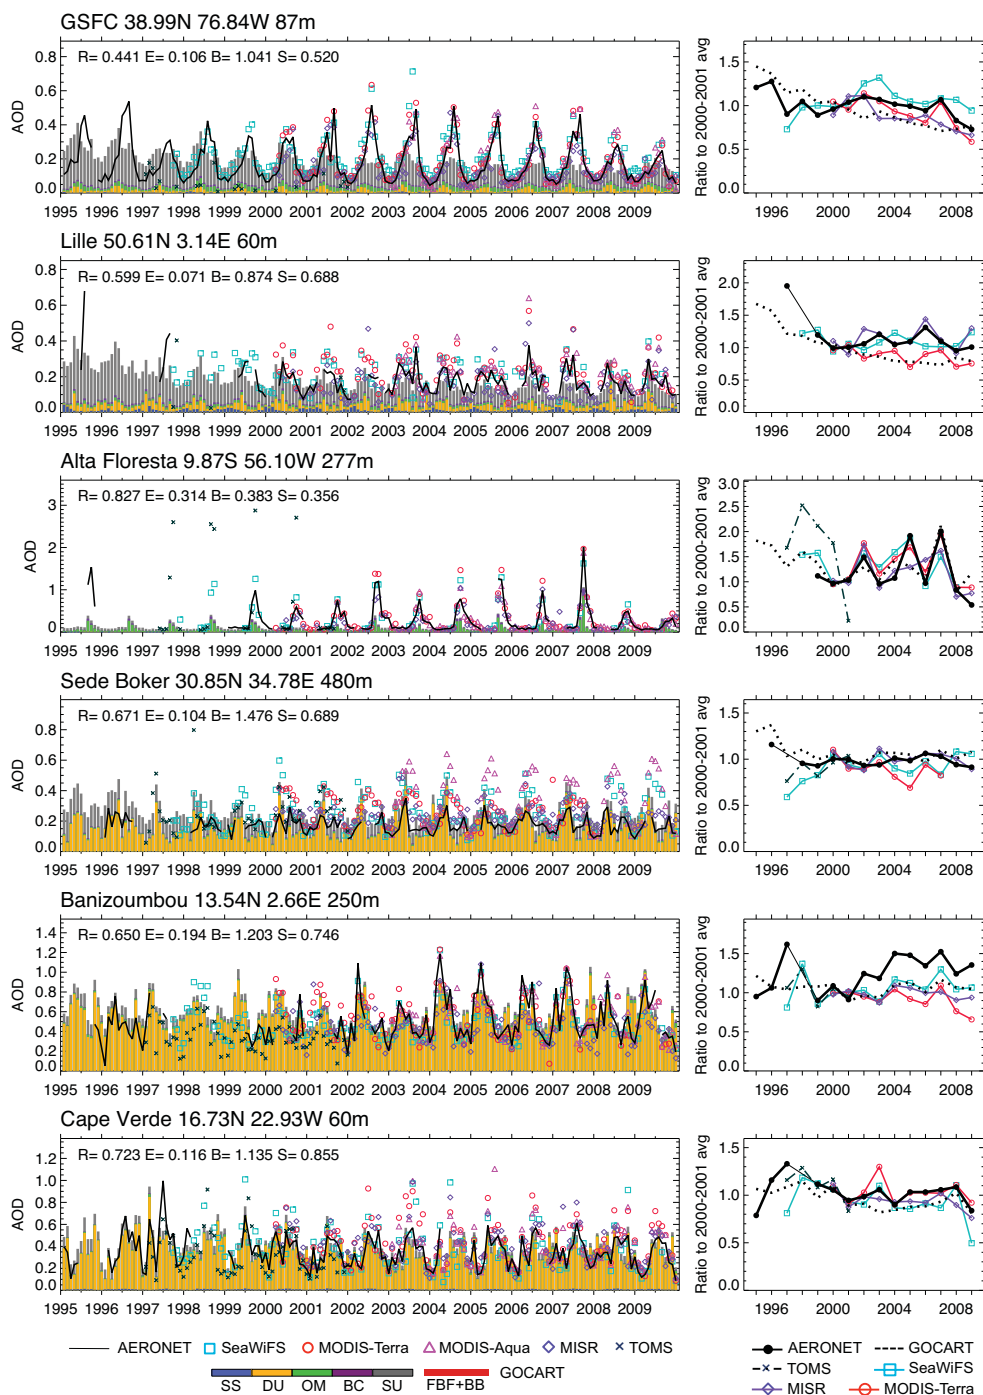 GSFC 38.99N 76.84W 87m
R= 0.441 E= 0.106 B= 1.041 S= 0.520
AOD
0.8
0.6
0.4
0.2
0.0
1995 1996 1997 1998 1999 2000 2001 2002 2003 2004 2005 2006 2007 2008 2009
Ratio to 2000-2001 avg
1.5
1.0
0.5
0.0
1996 2000 2004 2008
Lille 50.61N 3.14E 60m
R= 0.599 E= 0.071 B= 0.874 S= 0.688
AOD
0.8
0.6
0.4
0.2
0.0
1995 1996 1997 1998 1999 2000 2001 2002 2003 2004 2005 2006 2007 2008 2009
Ratio to 2000-2001 avg
2.0
1.5
1.0
0.5
0.0
1996 2000 2004 2008
Alta Floresta 9.87S 56.10W 277m
R= 0.827 E= 0.314 B= 0.383 S= 0.356
AOD
3
2
1
0
1995 1996 1997 1998 1999 2000 2001 2002 2003 2004 2005 2006 2007 2008 2009
Ratio to 2000-2001 avg
3.0
2.5
2.0
1.5
1.0
0.5
0.0
1996 2000 2004 2008
Sede Boker 30.85N 34.78E 480m
R= 0.671 E= 0.104 B= 1.476 S= 0.689
AOD
1.0
0.8
0.6
0.4
0.2
0.0
1995 1996 1997 1998 1999 2000 2001 2002 2003 2004 2005 2006 2007 2008 2009
Ratio to 2000-2001 avg
1.5
1.0
0.5
0.0
1996 2000 2004 2008
Banizoumbou 13.54N 2.66E 250m
R= 0.650 E= 0.194 B= 1.203 S= 0.746
AOD
1.4
1.2
1.0
0.8
0.6
0.4
0.2
0.0
1995 1996 1997 1998 1999 2000 2001 2002 2003 2004 2005 2006 2007 2008 2009
Ratio to 2000-2001 avg
1.5
1.0
0.5
0.0
1996 2000 2004 2008
Cape Verde 16.73N 22.93W 60m
R= 0.723 E= 0.116 B= 1.135 S= 0.855
AOD
1.2
1.0
0.8
0.6
0.4
0.2
0.0
1995 1996 1997 1998 1999 2000 2001 2002 2003 2004 2005 2006 2007 2008 2009
Ratio to 2000-2001 avg
1.5
1.0
0.5
0.0
1996 2000 2004 2008
AERONET SeaWiFS MODIS-Terra MODIS-Aqua MISR TOMS
SS DU OM BC SU FBF+BB GOCART
AERONET GOCART
TOMS SeaWiFS
MISR MODIS-Terra